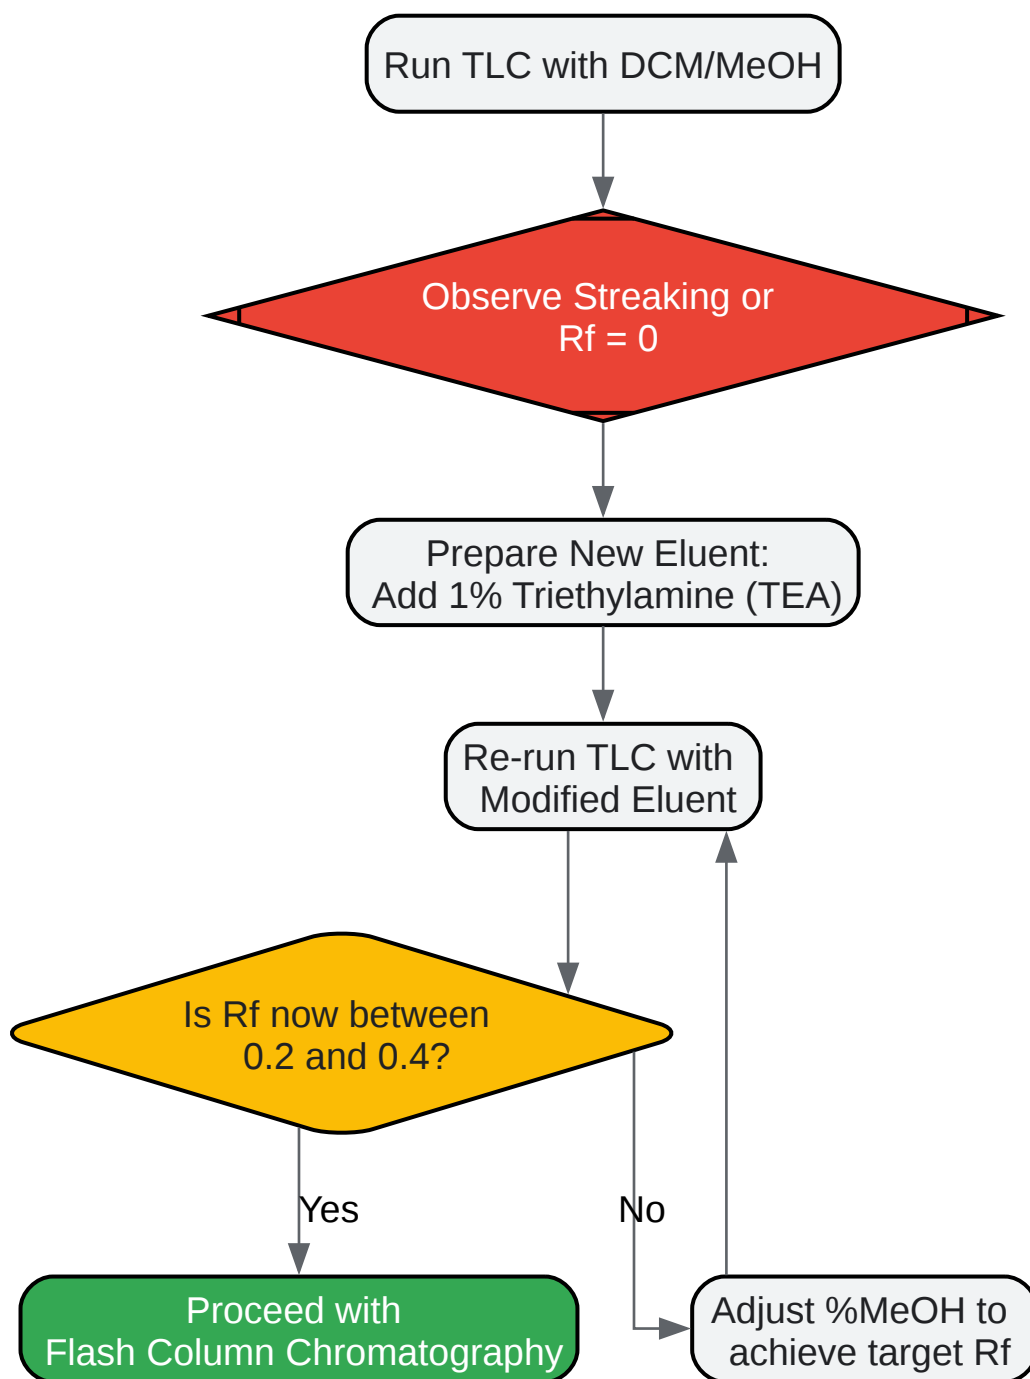 Run TLC with DCM/MeOH
Observe Streaking or
Rf = 0
Prepare New Eluent:
Add 1% Triethylamine (TEA)
Re-run TLC with
Modified Eluent
Is Rf now between
0.2 and 0.4?
Yes
No
Proceed with
Flash Column Chromatography
Adjust %MeOH to
achieve target Rf